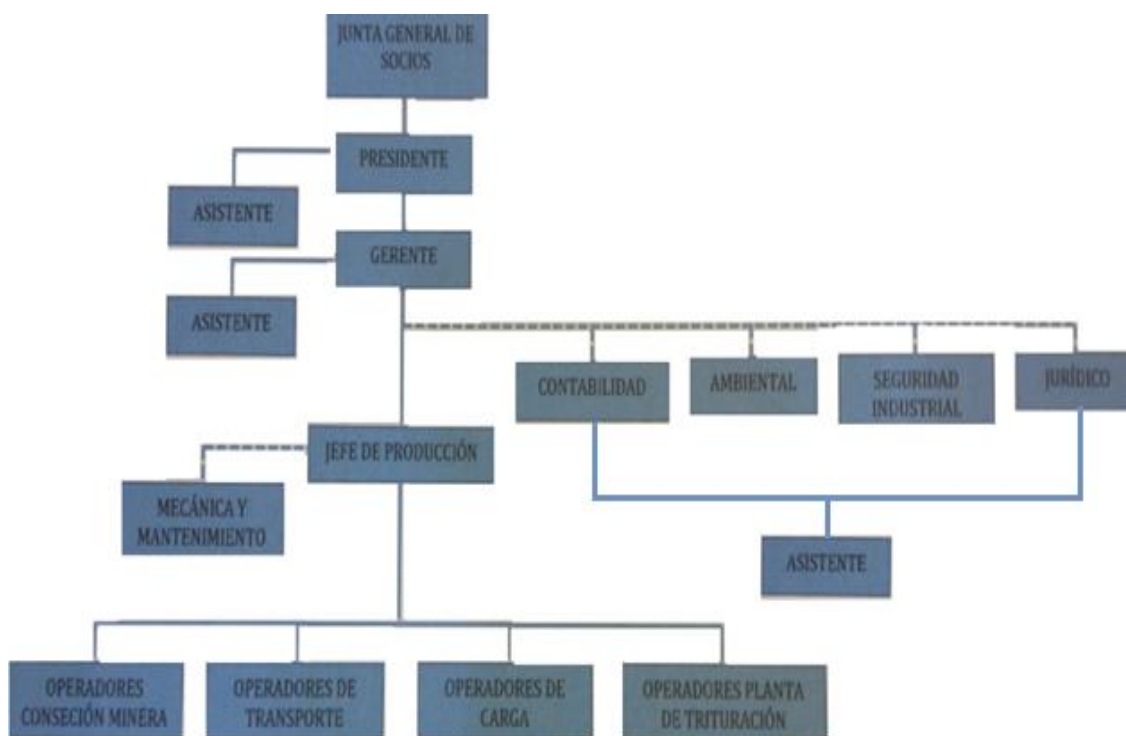 JUNTA GENERAL DE
SOCIOS
PRESIDENTE
ASISTENTE
GERENTE
ASISTENTE
CONTABILIDAD
AMBIENTAL
SEGURIDAD
INDUSTRIAL
JURÍDICO
JEFE DE PRODUCCIÓN
MECÁNICA Y
MANTENIMIENTO
ASISTENTE
OPERADORES
CONSECIÓN MINERA
OPERADORES DE
TRANSPORTE
OPERADORES DE
CARGA
OPERADORES PLANTA
DE TRITURACIÓN